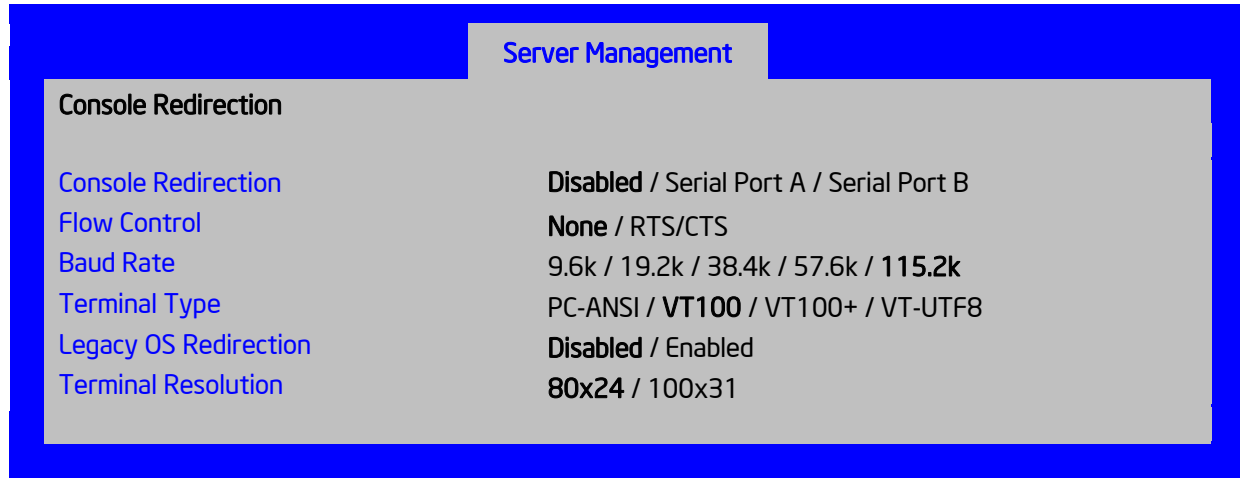 Server Management
Console Redirection
Console Redirection Disabled / Serial Port A / Serial Port B
Flow Control None / RTS/CTS
Baud Rate 9.6k / 19.2k / 38.4k / 57.6k / 115.2k
Terminal Type PC-ANSI / VT100 / VT100+ / VT-UTF8
Legacy OS Redirection Disabled / Enabled
Terminal Resolution 80x24 / 100x31